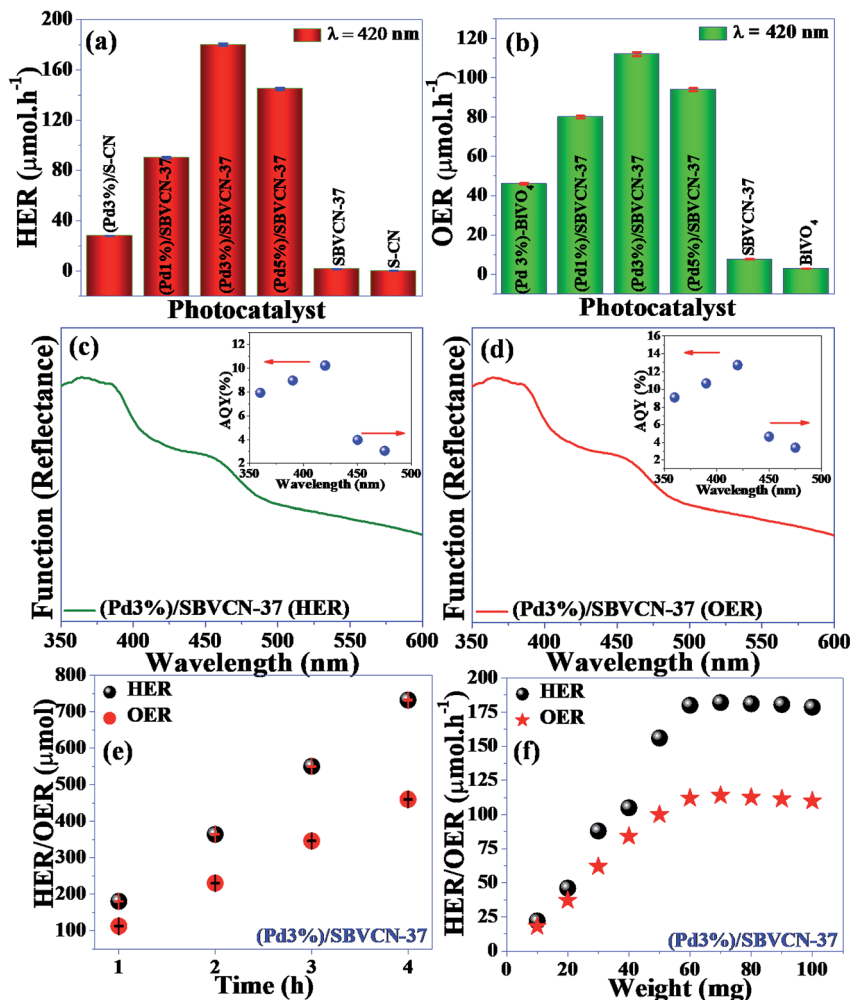 (a)
λ = 420 nm
HER (μmol.h⁻¹)
200
160
120
80
40
0
(Pd3%)/S-CN
(Pd1%)/SBVCN-37
(Pd3%)/SBVCN-37
(Pd5%)/SBVCN-37
SBVCN-37
S-CN
Photocatalyst
(b)
λ = 420 nm
OER (μmol.h⁻¹)
120
100
80
60
40
20
0
(Pd 3%)-BiVO₄
(Pd1%)/SBVCN-37
(Pd3%)/SBVCN-37
(Pd5%)/SBVCN-37
SBVCN-37
BiVO₄
Photocatalyst
(c)
Function (Reflectance)
AQY(%)
12
10
8
6
4
2
350 400 450 500
Wavelength (nm)
(Pd3%)/SBVCN-37 (HER)
350 400 450 500 550 600
Wavelength (nm)
(d)
Function (Reflectance)
AQY (%)
16
14
12
10
8
6
4
2
350 400 450 500
Wavelength (nm)
(Pd3%)/SBVCN-37 (OER)
350 400 450 500 550 600
Wavelength (nm)
HER
OER
(e)
HER/OER (μmol)
800
700
600
500
400
300
200
100
(Pd3%)/SBVCN-37
1 2 3 4
Time (h)
HER
OER
(f)
HER/OER (μmol.h⁻¹)
200
175
150
125
100
75
50
25
0
(Pd3%)/SBVCN-37
0 20 40 60 80 100
Weight (mg)